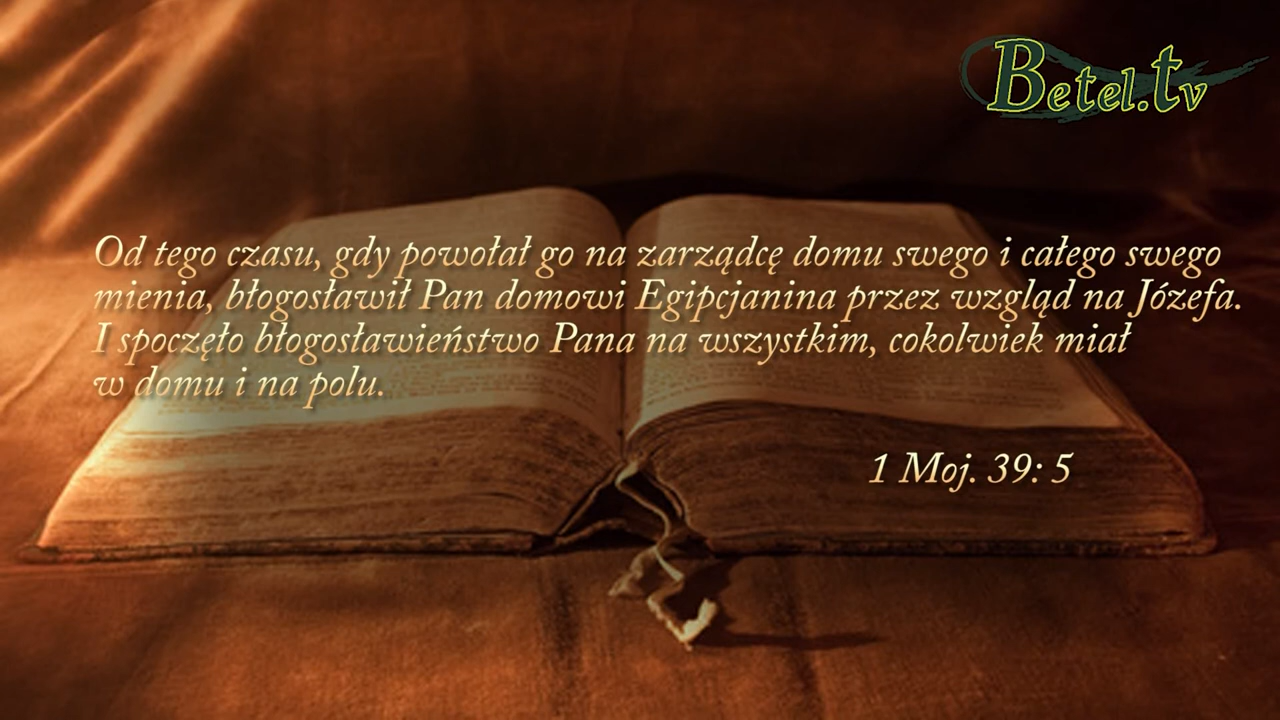 Betel.tv
Od tego czasu, gdy powołał go na zarządcę domu swego i całego swego
mienia, błogosławił Pan domowi Egipcjanina przez wzgląd na Józefa.
I spoczęło błogosławieństwo Pana na wszystkim, cokolwiek miał
w domu i na polu.
1 Moj. 39: 5